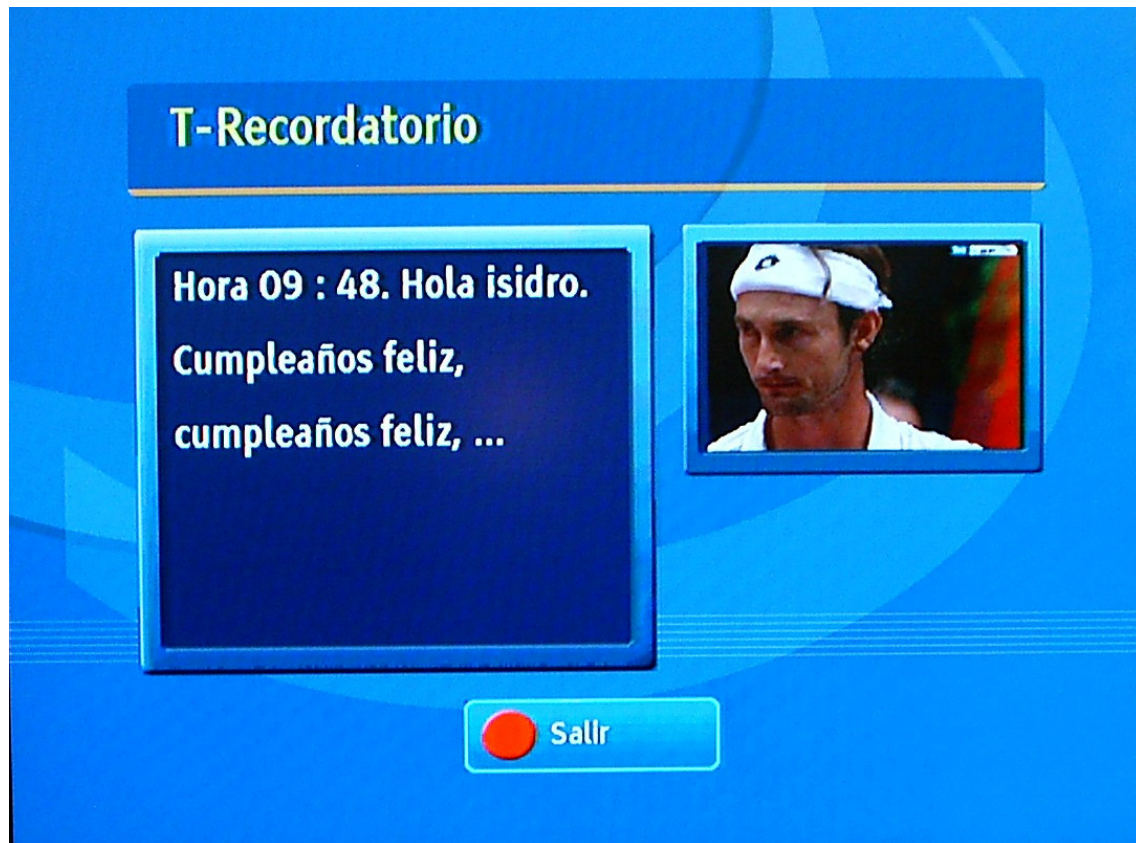 T-Recordatorio
Hora 09 : 48. Hola isidro.
Cumpleaños feliz,
cumpleaños feliz, ...
Salir